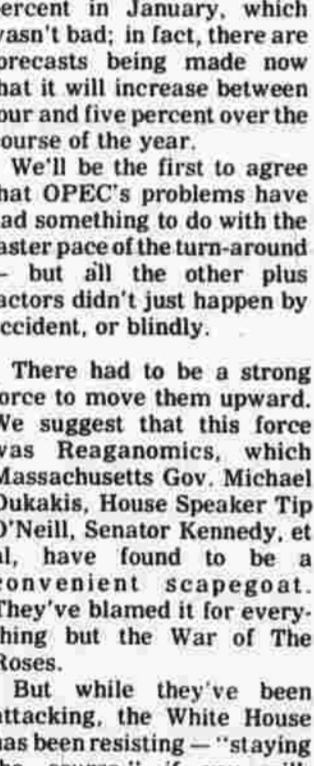 percent in January, which
wasn't bad; in fact, there are
forecasts being made now
that it will increase between
four and five percent over the
course of the year.
We'll be the first to agree
that OPEC's problems have
had something to do with the
faster pace of the turn-around
— but all the other plus
factors didn't just happen by
accident, or blindly.
There had to be a strong
force to move them upward.
We suggest that this force
was Reaganomics, which
Massachusetts Gov. Michael
Dukakis, House Speaker Tip
O'Neill, Senator Kennedy, et
al, have found to be a
convenient scapegoat.
They've blamed it for every-
thing but the War of The
Roses.
But while they've been
attacking, the White House
has been resisting — "staying